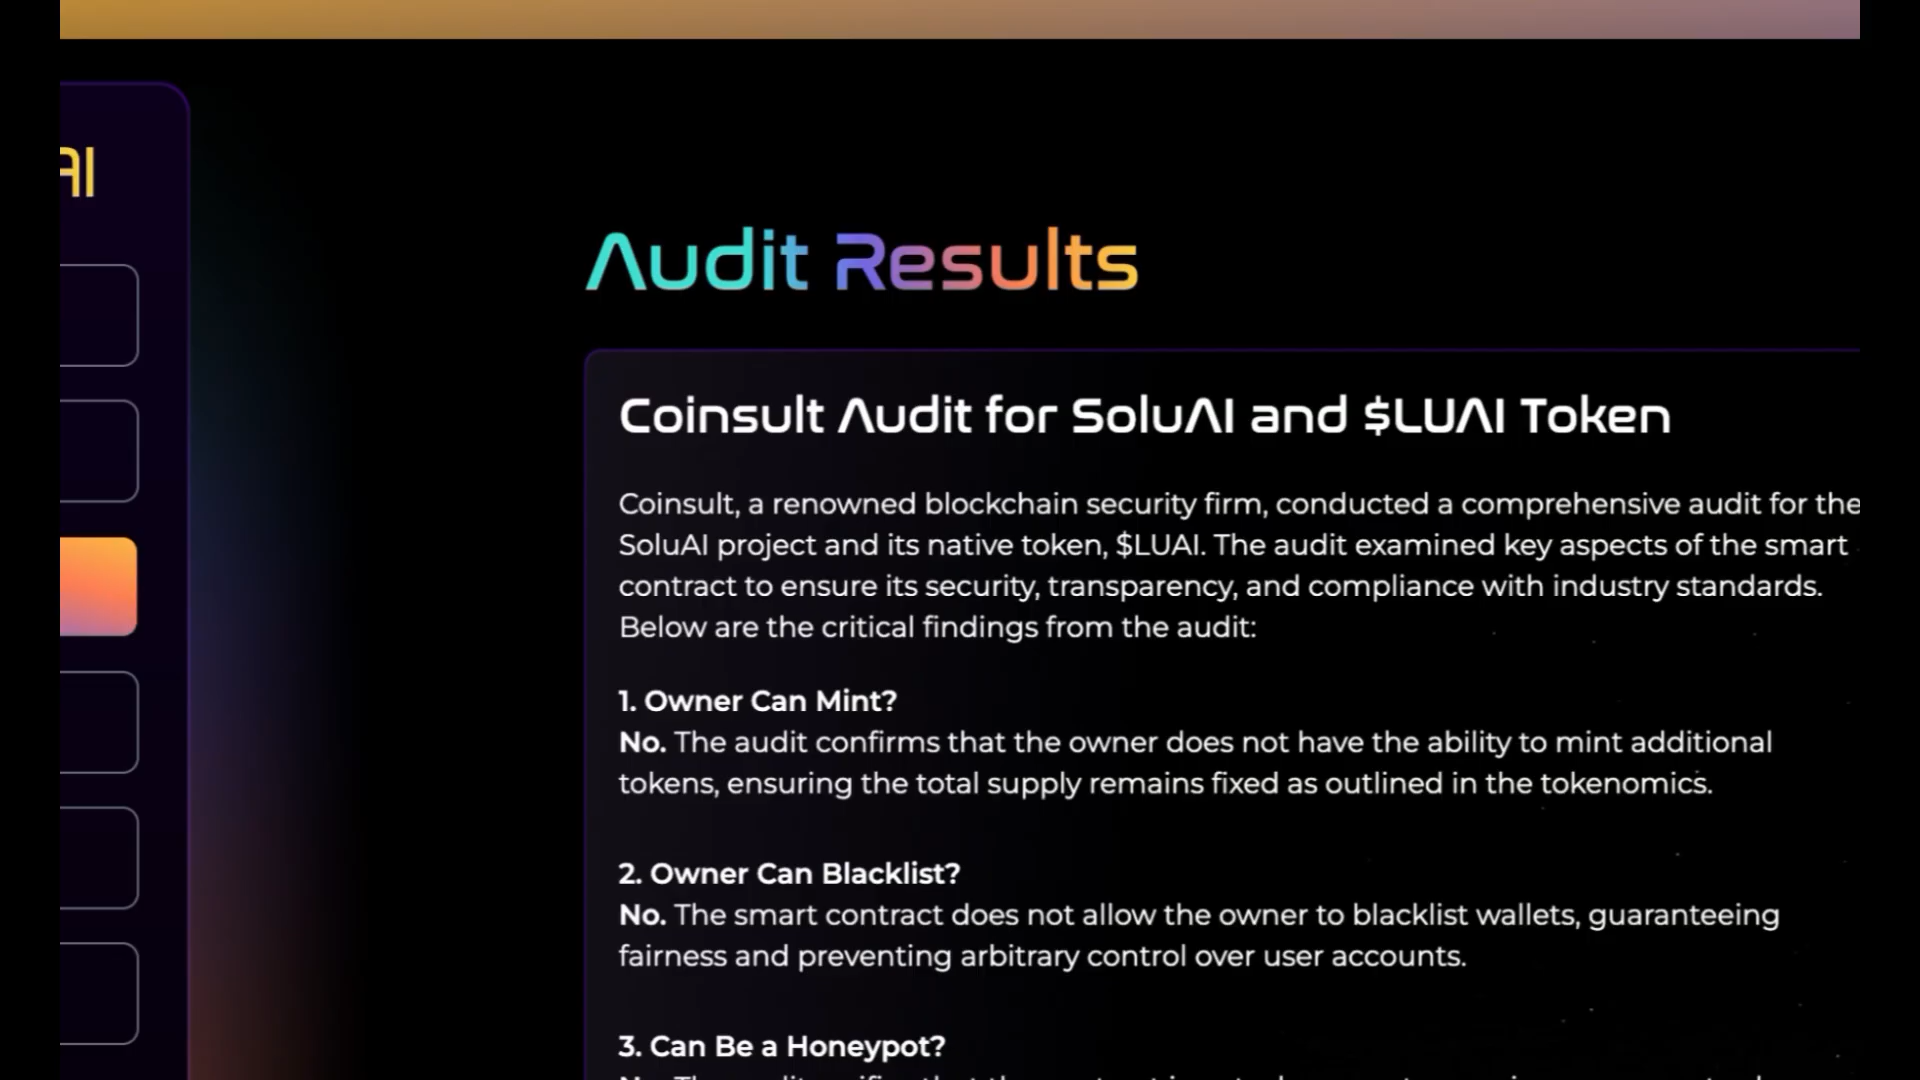 AI
Audit Results
Coinsult Audit for SoluAI and $LUAI Token
Coinsult, a renowned blockchain security firm, conducted a comprehensive audit for the
SoluAI project and its native token, $LUAI. The audit examined key aspects of the smart
contract to ensure its security, transparency, and compliance with industry standards.
Below are the critical findings from the audit:
1. Owner Can Mint?
No. The audit confirms that the owner does not have the ability to mint additional
tokens, ensuring the total supply remains fixed as outlined in the tokenomics.
2. Owner Can Blacklist?
No. The smart contract does not allow the owner to blacklist wallets, guaranteeing
fairness and preventing arbitrary control over user accounts.
3. Can Be a Honeypot?